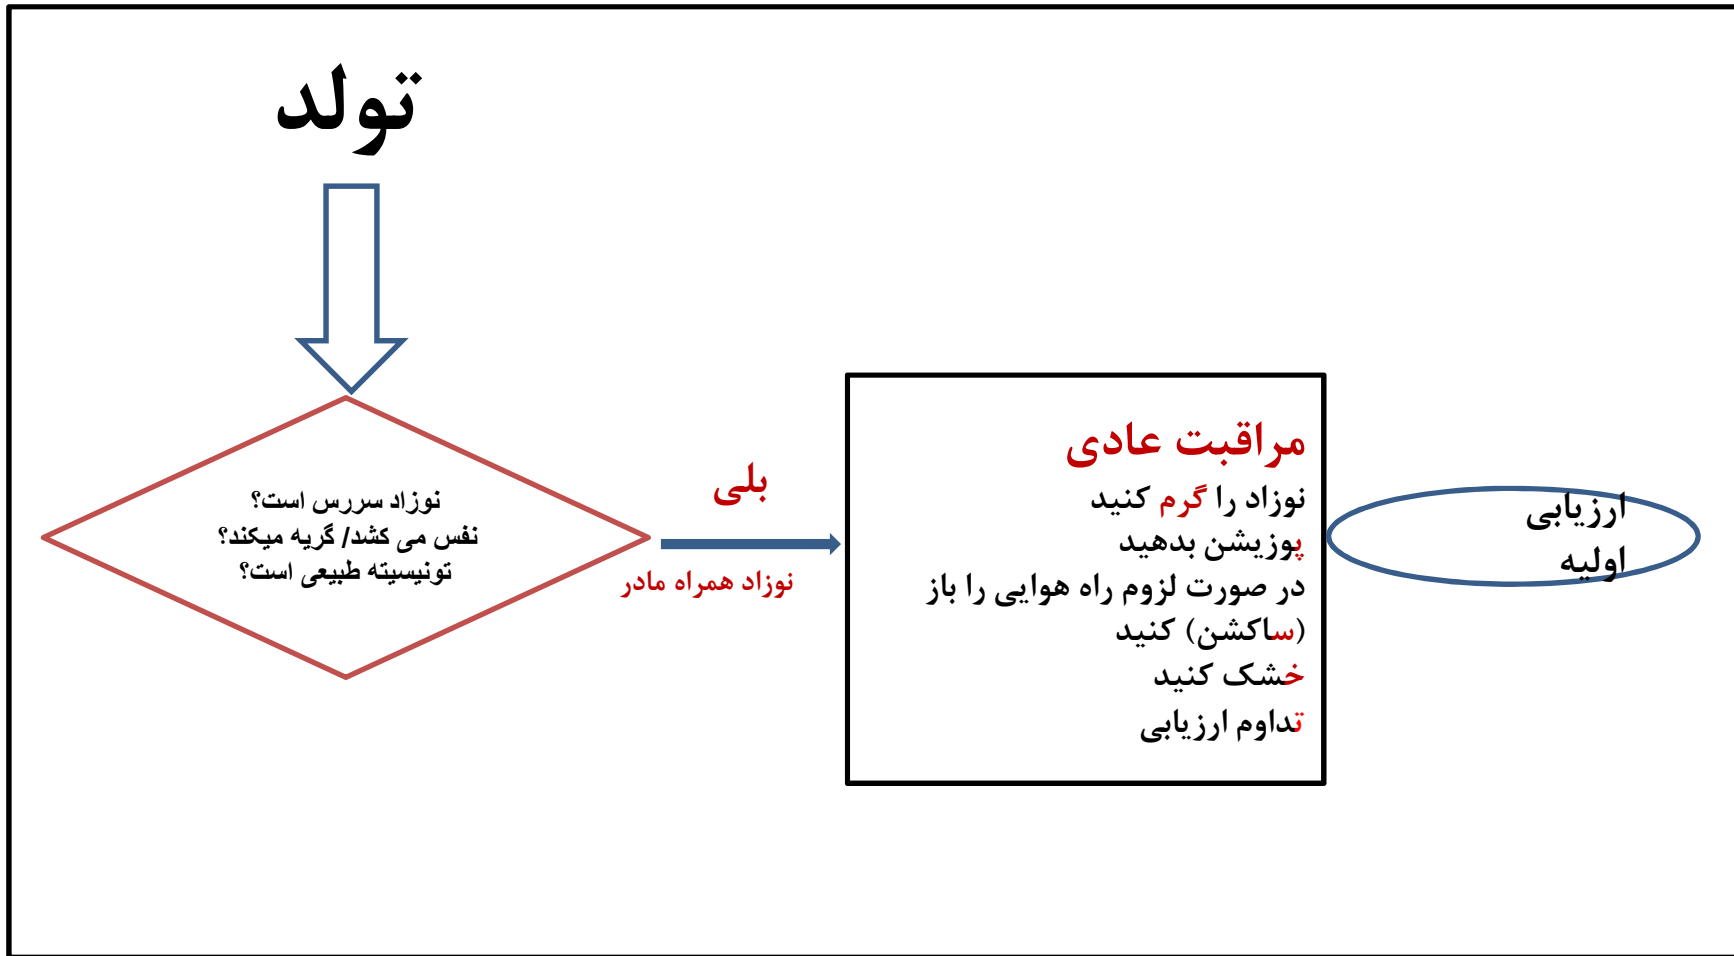 تولد
نوزاد سررس است؟
نفس می کشد/ گریه میکند؟
تونیسیته طبیعی است؟
بلی
نوزاد همراه مادر
مراقبت عادی
نوزاد را گرم کنید
پوزیشن بدهید
در صورت لزوم راه هوایی را باز
(ساکشن) کنید
خشک کنید
تداوم ارزیابی
ارزیابی
اولیه